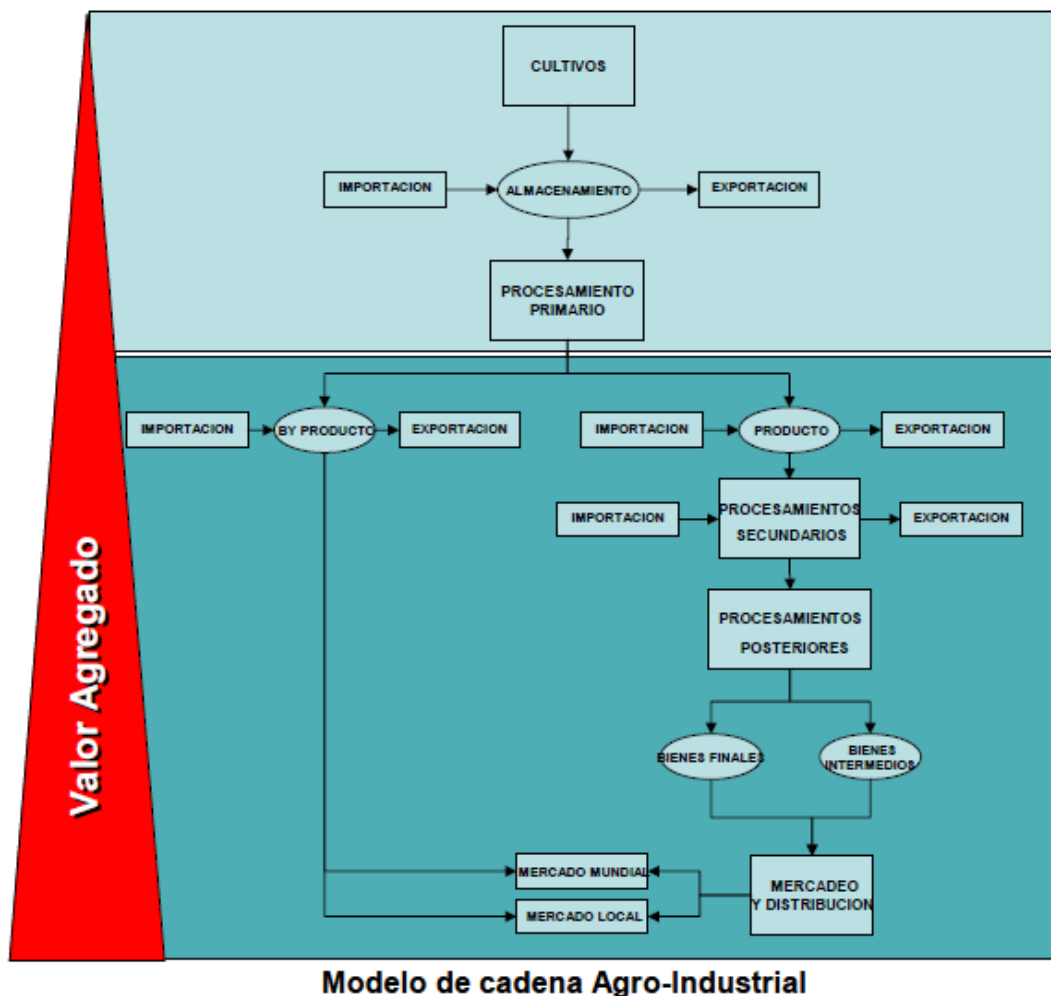 CULTIVOS
IMPORTACION
ALMACENAMIENTO
EXPORTACION
PROCESAMIENTO
PRIMARIO
IMPORTACION
BY PRODUCTO
EXPORTACION
IMPORTACION
PRODUCTO
EXPORTACION
IMPORTACION
PROCESAMIENTOS
SECUNDARIOS
EXPORTACION
PROCESAMIENTOS
POSTERIORES
BIENES FINALES
BIENES
INTERMEDIOS
MERCADO MUNDIAL
MERCADO LOCAL
MERCADEO
Y DISTRIBUCION
Valor Agregado
Modelo de cadena Agro-Industrial